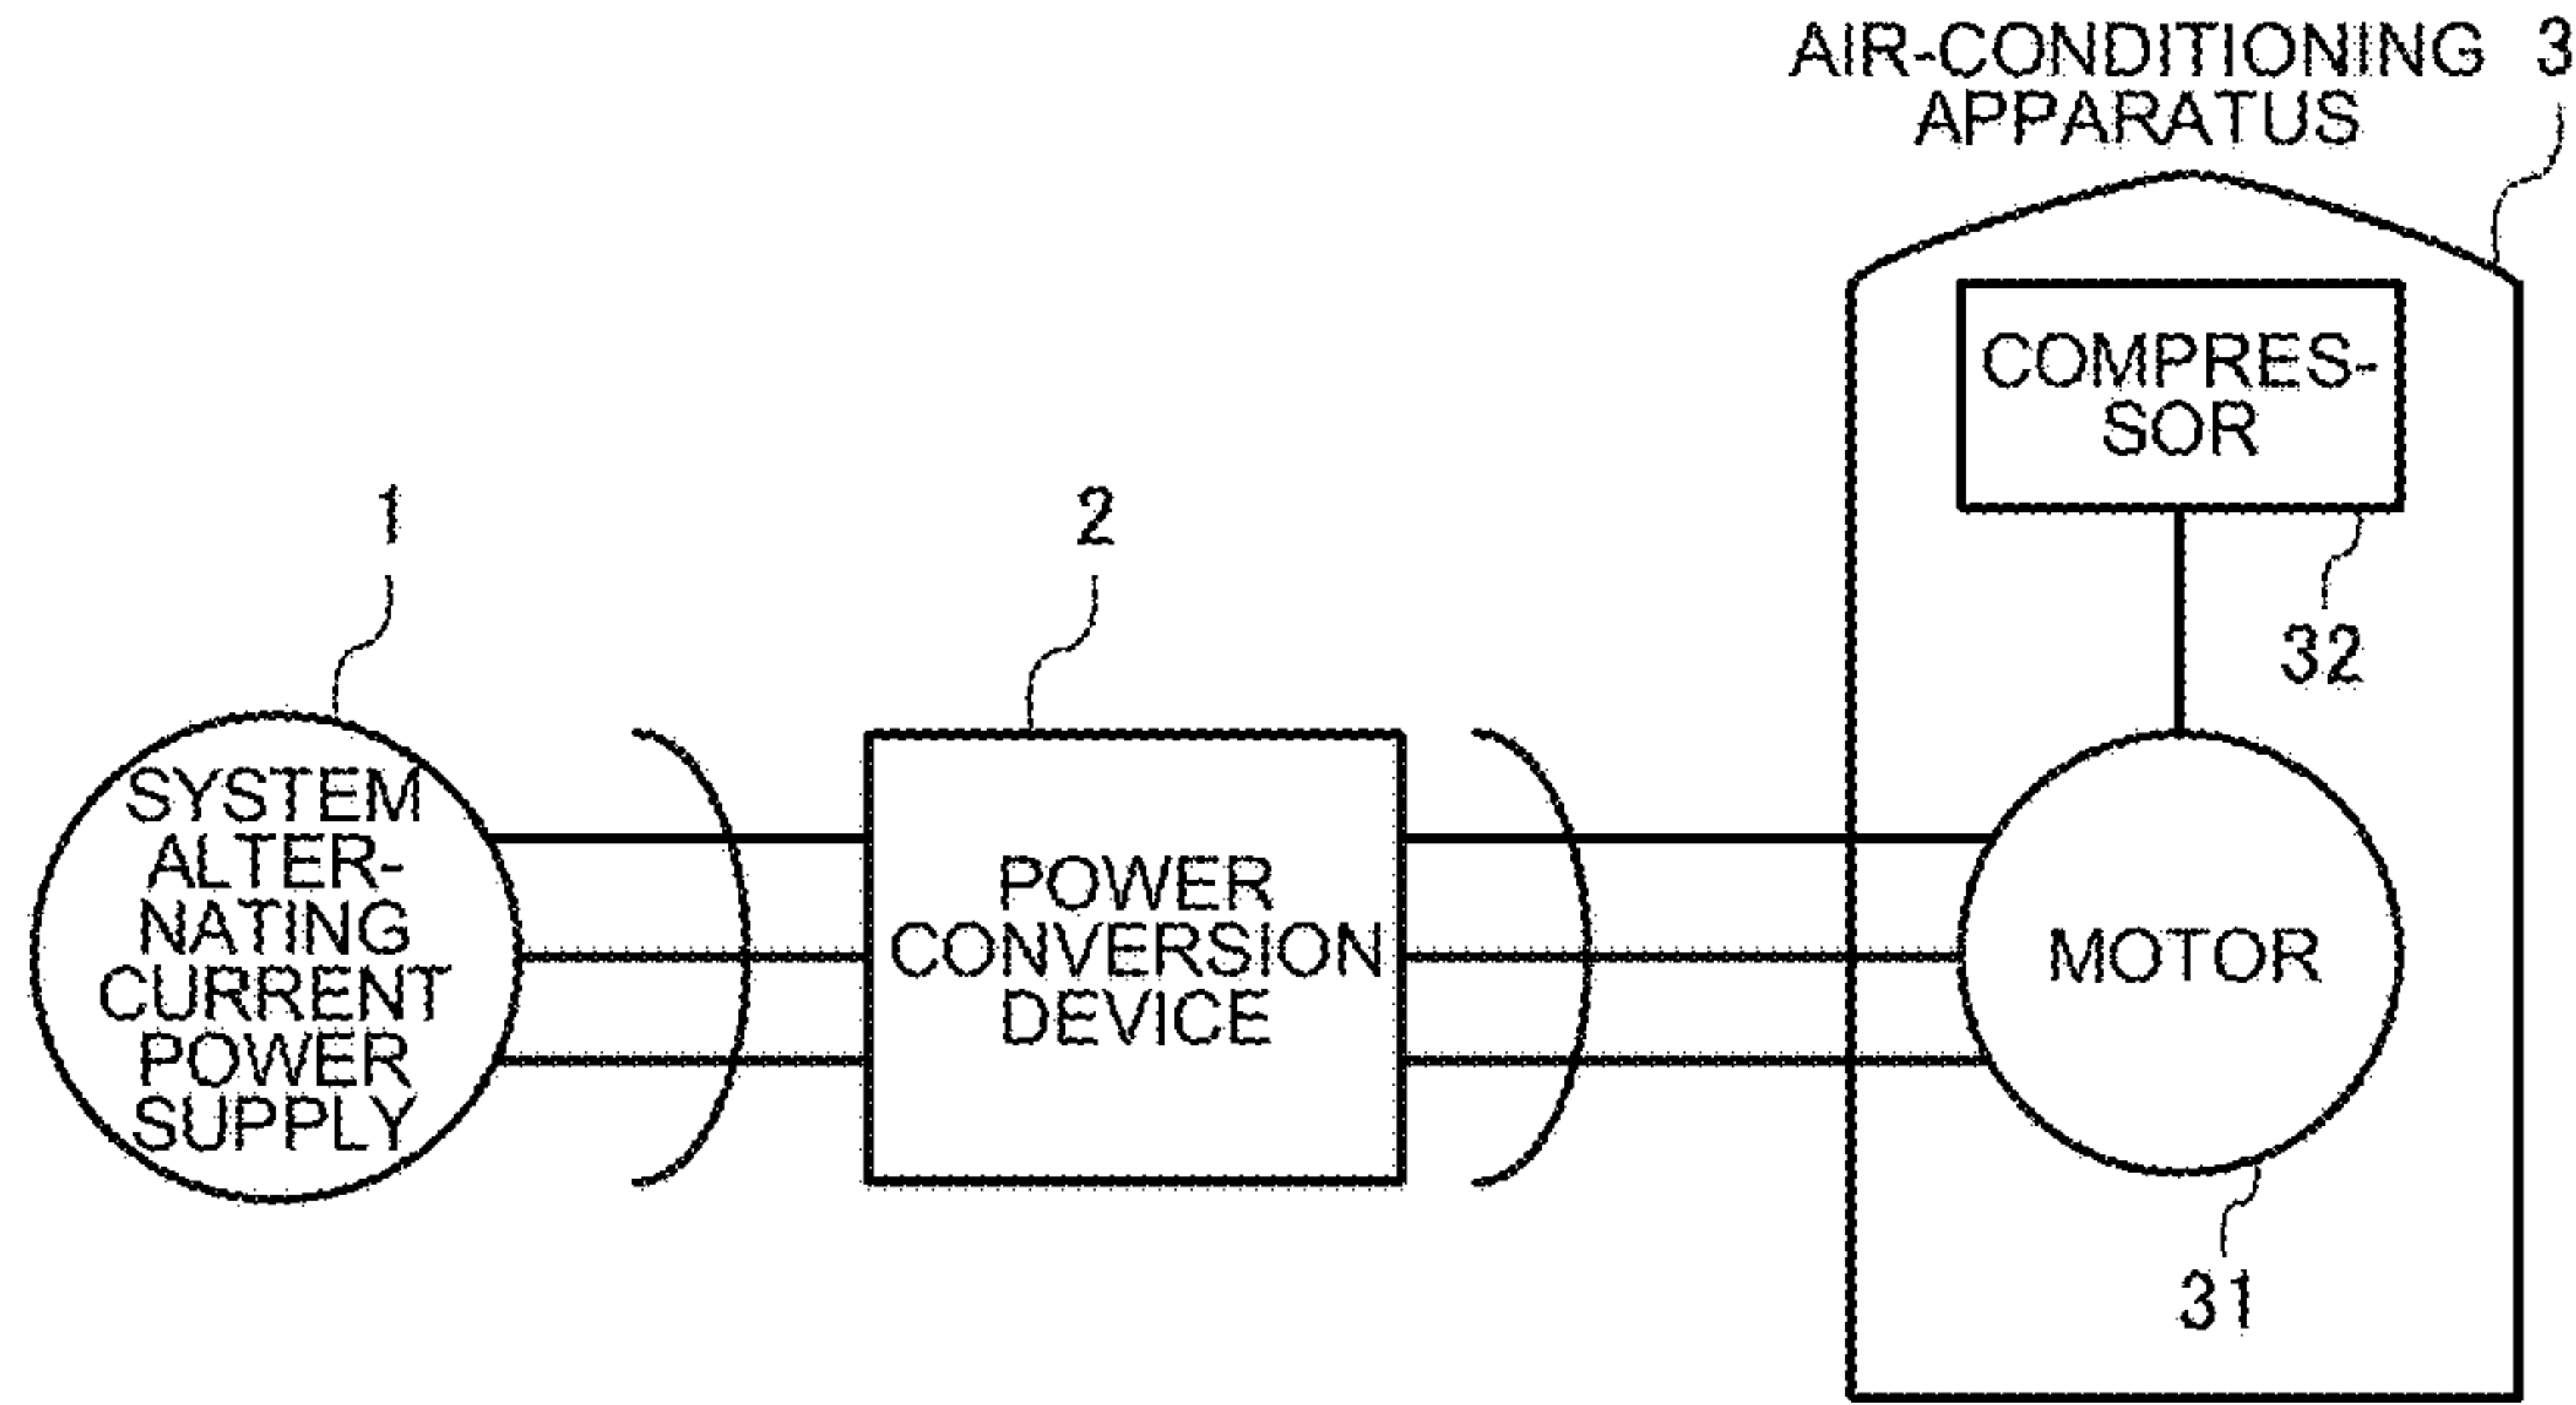 AIR-CONDITIONING 3
APPARATUS
COMPRES-
SOR
32
1
2
SYSTEM
ALTER-
NATING
CURRENT
POWER
SUPPLY
POWER
CONVERSION
DEVICE
MOTOR
31